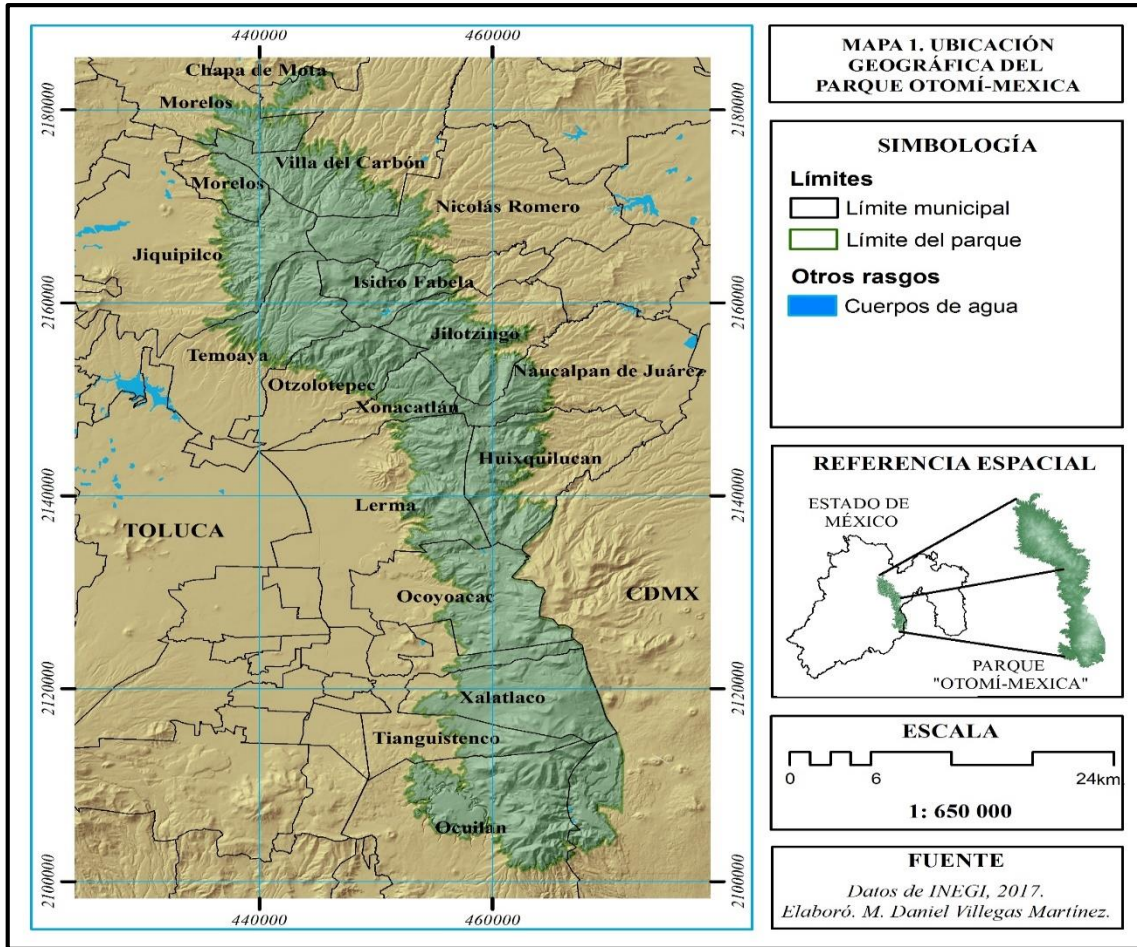 MAPA 1. UBICACIÓN
GEOGRÁFICA DEL
PARQUE OTOMÍ-MEXICA
SIMBOLOGÍA
Límites
Límite municipal
Límite del parque
Otros rasgos
Cuerpos de agua
REFERENCIA ESPACIAL
ESTADO DE
MÉXICO
PARQUE
"OTOMÍ-MEXICA"
ESCALA
0 6 24km
1: 650 000
FUENTE
Datos de INEGI, 2017.
Elaboró. M. Daniel Villegas Martínez.
440000 460000
2180000 2180000
2160000 2160000
2140000 2140000
2120000 2120000
2100000 2100000
440000 460000
Chapa de Mota
Morelos
Villa del Carbón
Morelos
Nicolás Romero
Jiquipilco
Isidro Fabela
Jilotzingo
Temoaya
Naucalpan de Juárez
Otzolotepec
Xonacatlán
Huixquilucan
Lerma
TOLUCA
Ocoyoacac
CDMX
Xalatlaco
Tianguistenco
Ocuilan